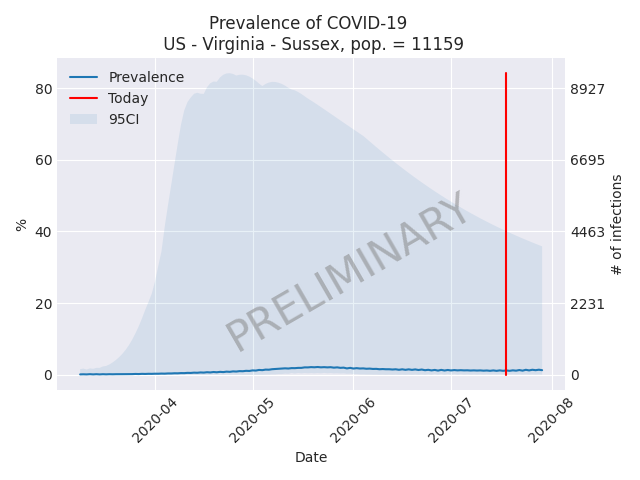 Prevalence of COVID-19
US - Virginia - Sussex, pop. = 11159
Prevalence
Today
95CI
80
60
40
20
0
%
8927
6695
4463
2231
0
# of infections
PRELIMINARY
2020-04
2020-05
2020-06
2020-07
2020-08
Date